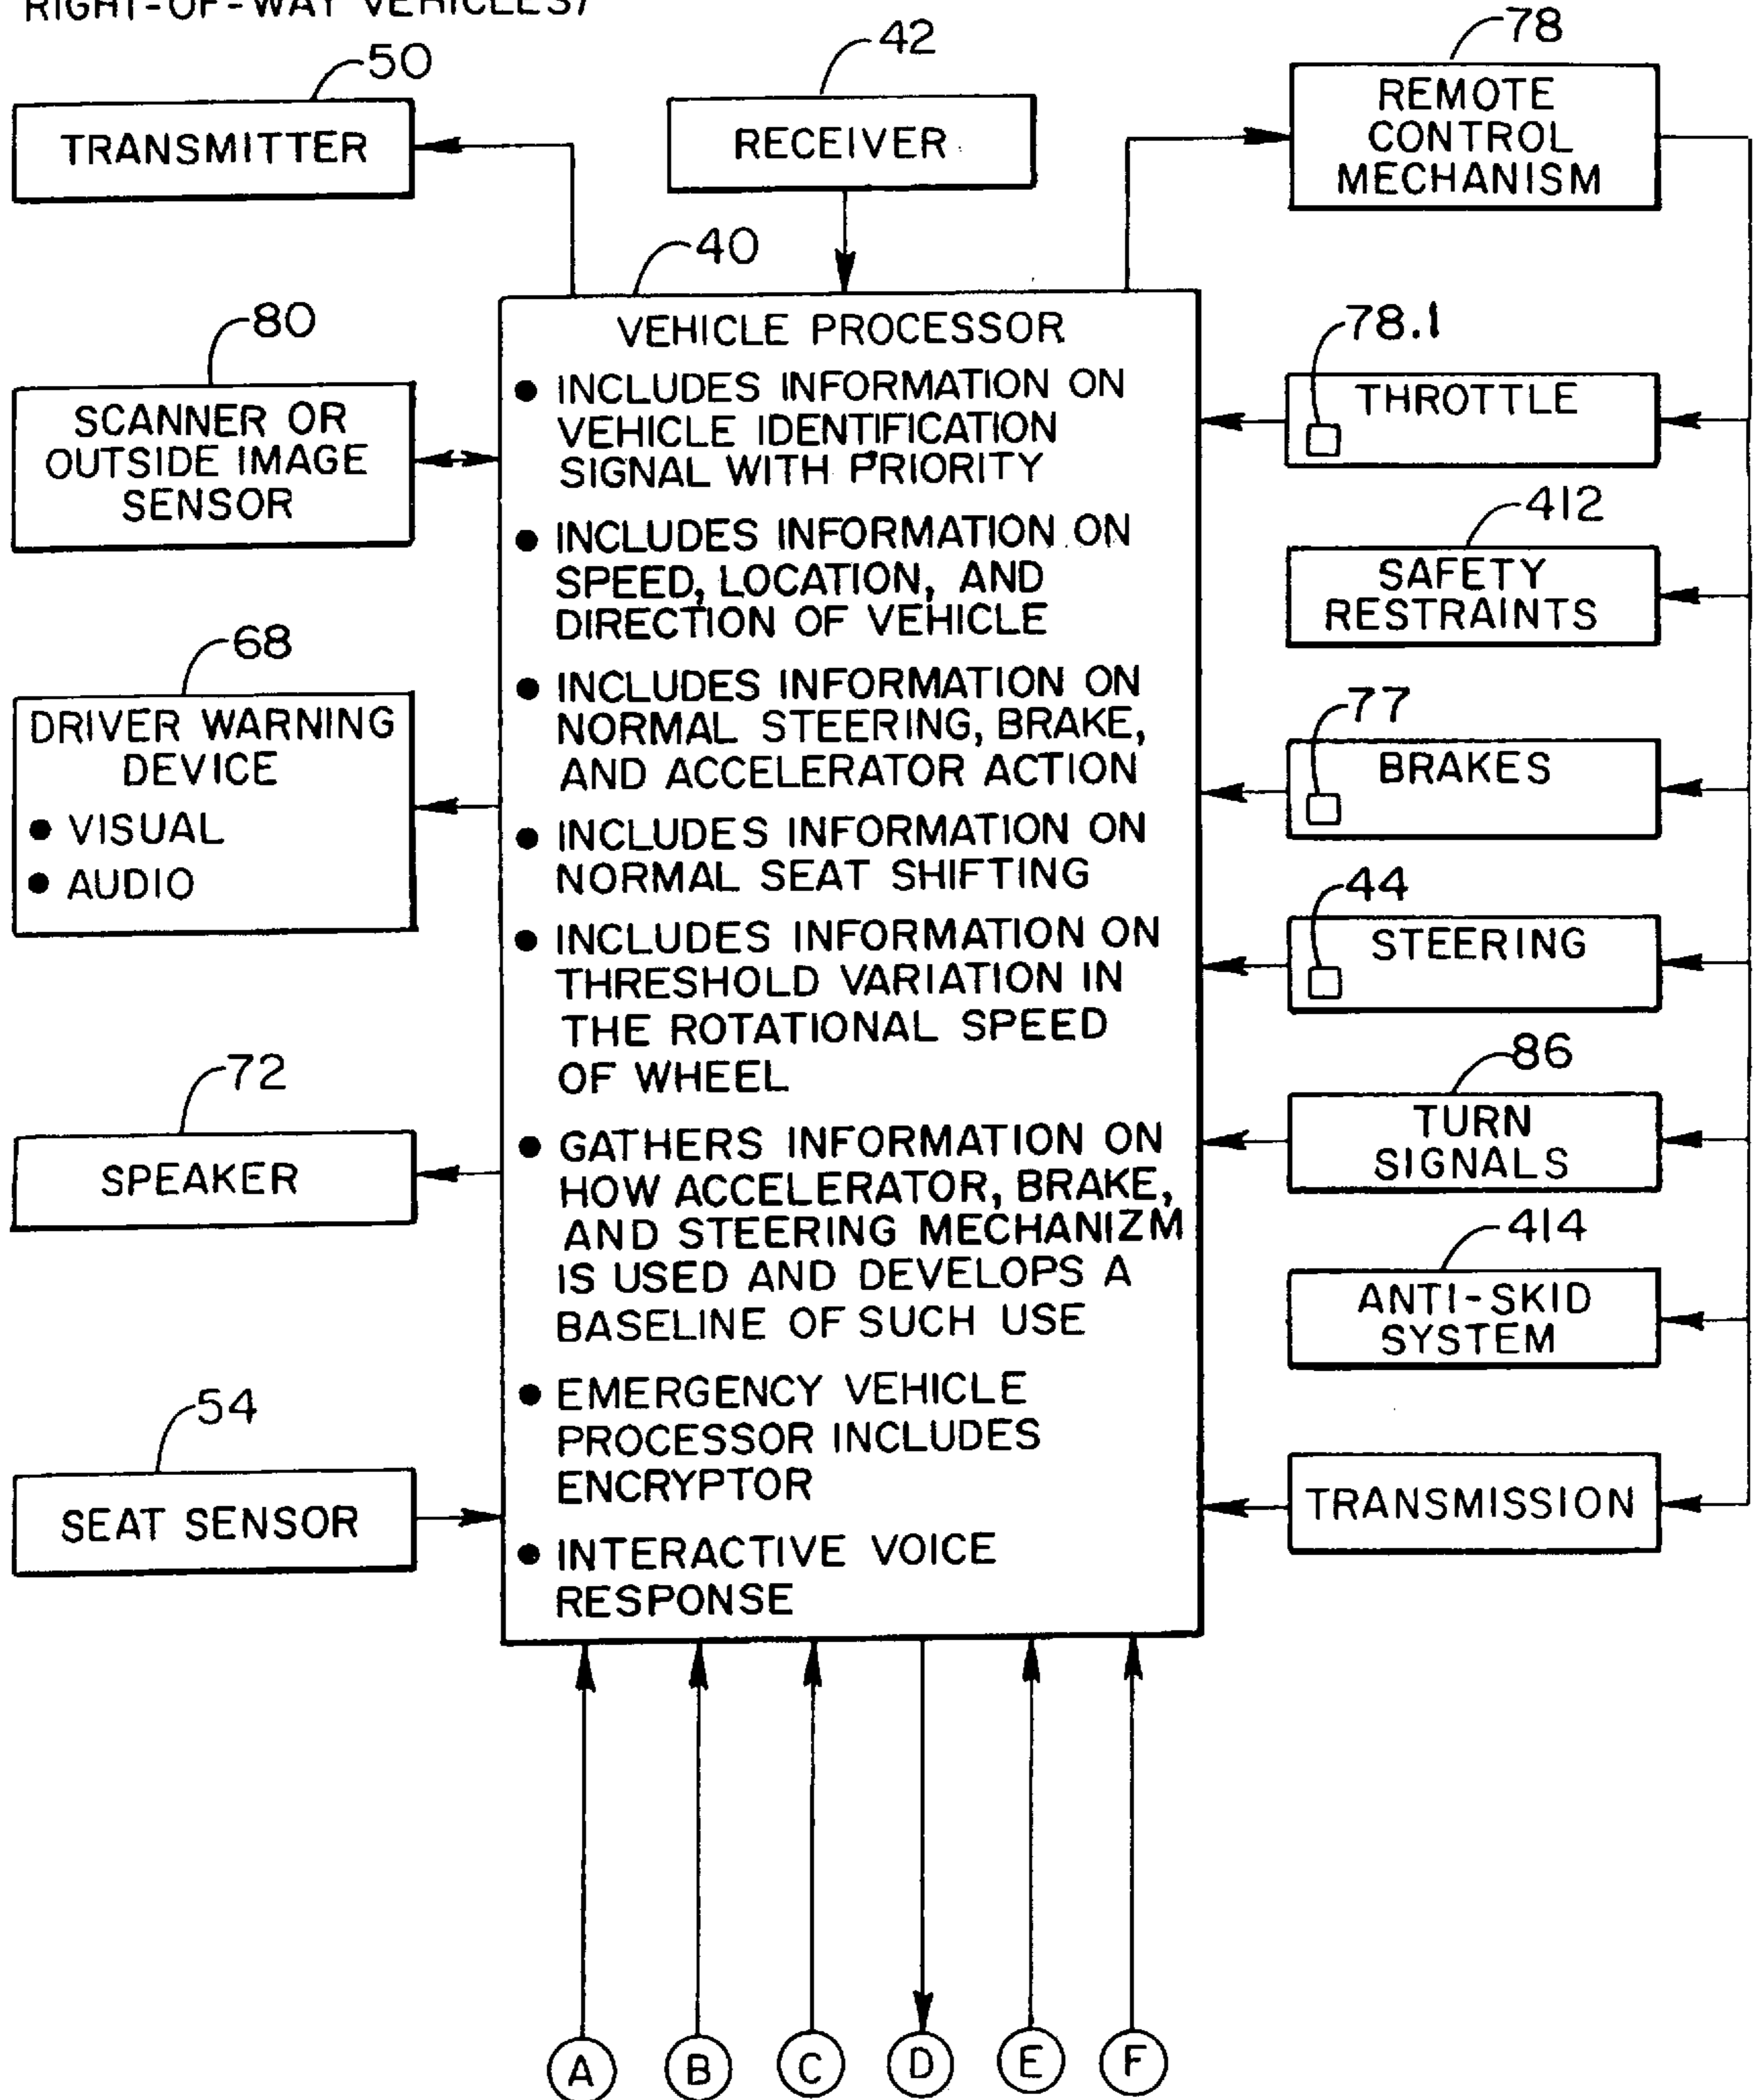 RIGHT-OF-WAY VEHICLES/
50
TRANSMITTER
42
RECEIVER
78
REMOTE
CONTROL
MECHANISM
40
VEHICLE PROCESSOR
● INCLUDES INFORMATION ON
VEHICLE IDENTIFICATION
SIGNAL WITH PRIORITY
● INCLUDES INFORMATION ON
SPEED, LOCATION, AND
DIRECTION OF VEHICLE
● INCLUDES INFORMATION ON
NORMAL STEERING, BRAKE,
AND ACCELERATOR ACTION
● INCLUDES INFORMATION ON
NORMAL SEAT SHIFTING
● INCLUDES INFORMATION ON
THRESHOLD VARIATION IN
THE ROTATIONAL SPEED
OF WHEEL
● GATHERS INFORMATION ON
HOW ACCELERATOR, BRAKE,
AND STEERING MECHANIZM
IS USED AND DEVELOPS A
BASELINE OF SUCH USE
● EMERGENCY VEHICLE
PROCESSOR INCLUDES
ENCRYPTOR
● INTERACTIVE VOICE
RESPONSE
80
SCANNER OR
OUTSIDE IMAGE
SENSOR
68
DRIVER WARNING
DEVICE
● VISUAL
● AUDIO
72
SPEAKER
54
SEAT SENSOR
78.1
THROTTLE
412
SAFETY
RESTRAINTS
77
BRAKES
44
STEERING
86
TURN
SIGNALS
414
ANTI-SKID
SYSTEM
TRANSMISSION
A B C D E F